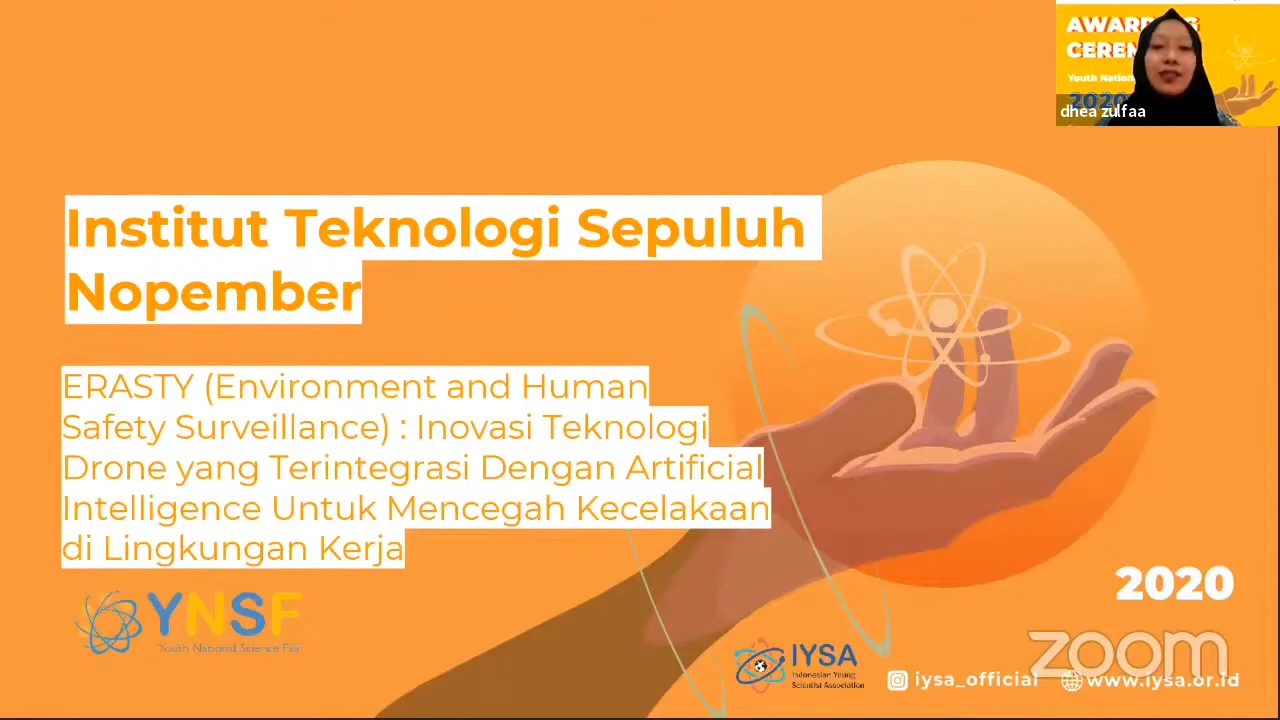 AWARD
CEREM
Youth Nation
2020
dhea zulfaa
Institut Teknologi Sepuluh
Nopember
ERASTY (Environment and Human
Safety Surveillance) : Inovasi Teknologi
Drone yang Terintegrasi Dengan Artificial
Intelligence Untuk Mencegah Kecelakaan
di Lingkungan Kerja
YNSF
Youth National Science Fair
2020
zoom
IYSA
Indonesian Young
Scientist Association
iysa_official
www.iysa.or.id